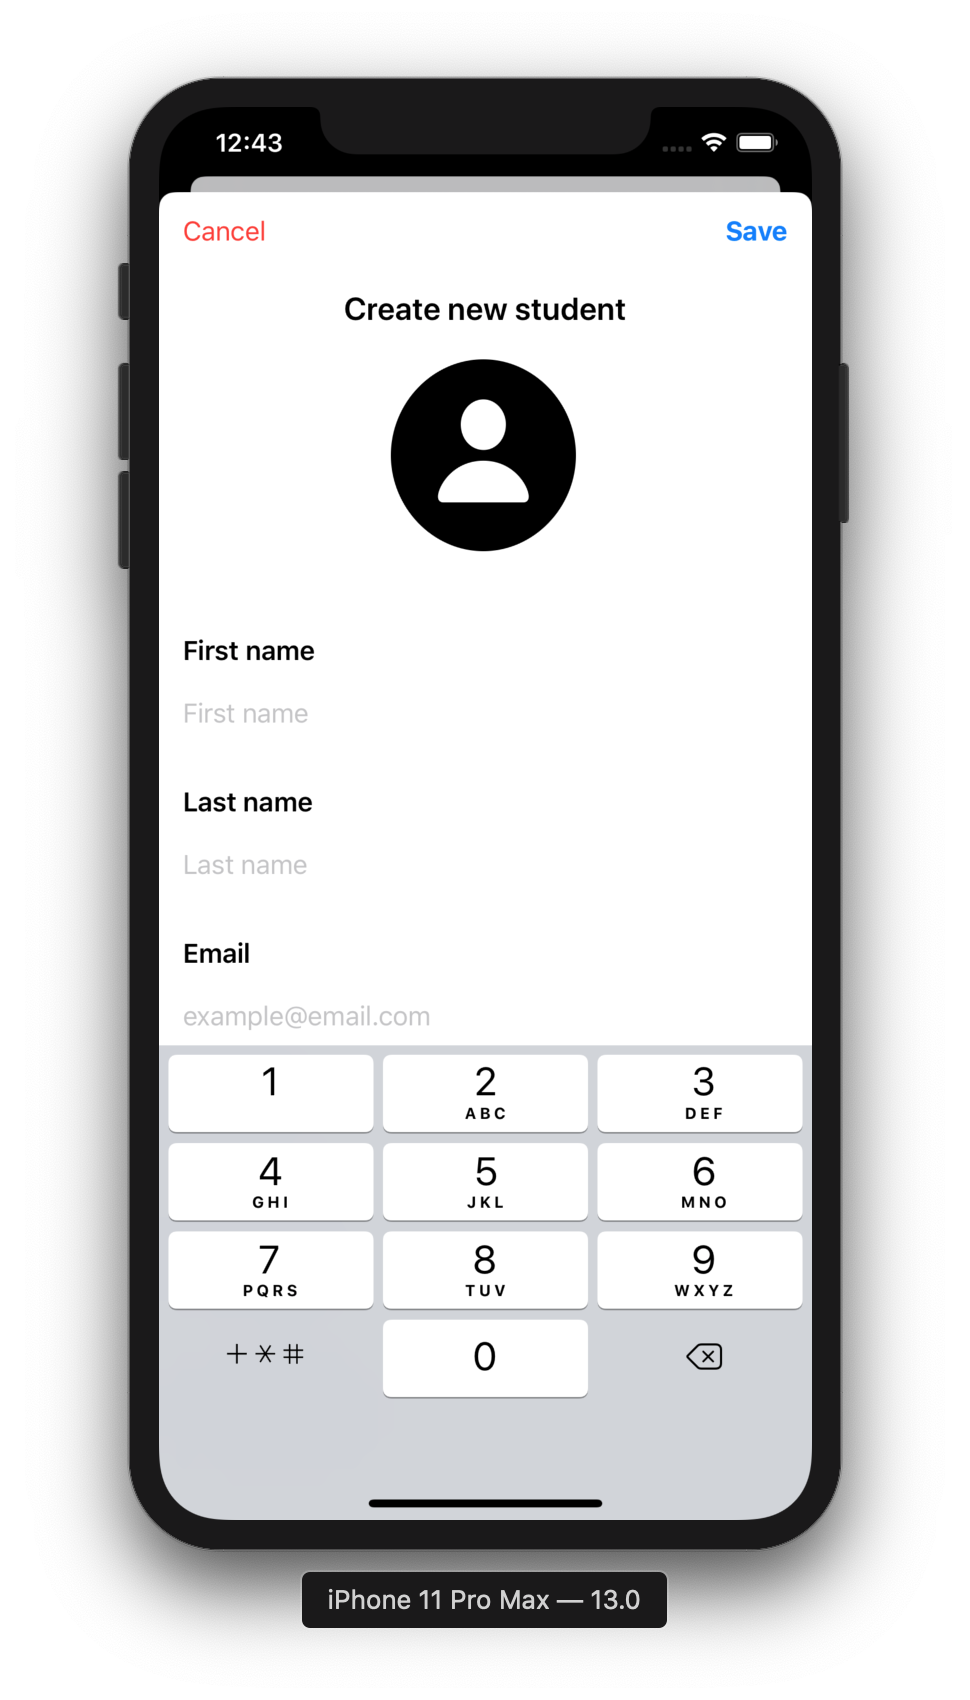 12:43
Cancel Save
Create new student
First name
First name
Last name
Last name
Email
example@email.com
1 2 3
ABC DEF
4 5 6
GHI JKL MNO
7 8 9
PQRS TUV WXYZ
+ * # 0
iPhone 11 Pro Max — 13.0